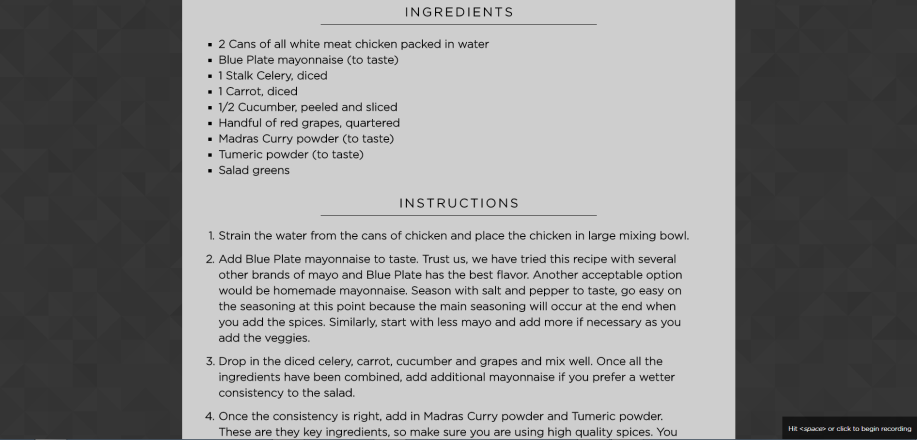 INGREDIENTS
▪ 2 Cans of all white meat chicken packed in water
▪ Blue Plate mayonnaise (to taste)
▪ 1 Stalk Celery, diced
▪ 1 Carrot, diced
▪ 1/2 Cucumber, peeled and sliced
▪ Handful of red grapes, quartered
▪ Madras Curry powder (to taste)
▪ Tumeric powder (to taste)
▪ Salad greens
INSTRUCTIONS
1. Strain the water from the cans of chicken and place the chicken in large mixing bowl.
2. Add Blue Plate mayonnaise to taste. Trust us, we have tried this recipe with several
other brands of mayo and Blue Plate has the best flavor. Another acceptable option
would be homemade mayonnaise. Season with salt and pepper to taste, go easy on
the seasoning at this point because the main seasoning will occur at the end when
you add the spices. Similarly, start with less mayo and add more if necessary as you
add the veggies.
3. Drop in the diced celery, carrot, cucumber and grapes and mix well. Once all the
ingredients have been combined, add additional mayonnaise if you prefer a wetter
consistency to the salad.
4. Once the consistency is right, add in Madras Curry powder and Tumeric powder.
These are they key ingredients, so make sure you are using high quality spices. You
Hit <space> or click to begin recording